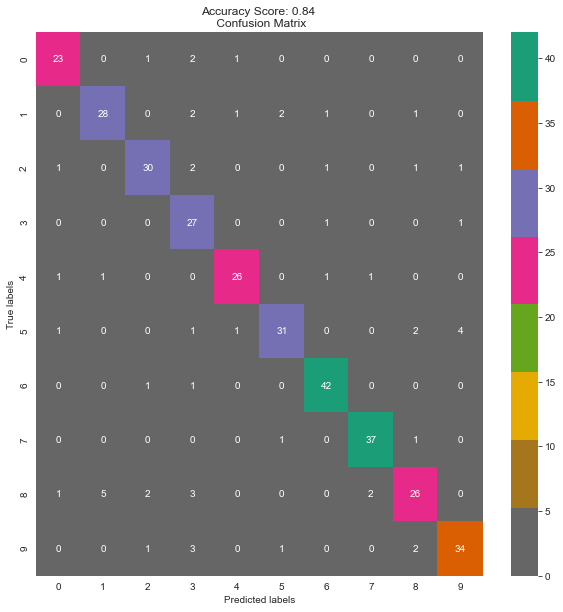 Accuracy Score: 0.84
Confusion Matrix
True labels
0 23 0 1 2 1 0 0 0 0 0
1 0 28 0 2 1 2 1 0 1 0
2 1 0 30 2 0 0 1 0 1 1
3 0 0 0 27 0 0 1 0 0 1
4 1 1 0 0 26 0 1 1 0 0
5 1 0 0 1 1 31 0 0 2 4
6 0 0 1 1 0 0 42 0 0 0
7 0 0 0 0 0 1 0 37 1 0
8 1 5 2 3 0 0 0 2 26 0
9 0 0 1 3 0 1 0 0 2 34
0 1 2 3 4 5 6 7 8 9
Predicted labels
40
35
30
25
20
15
10
5
0